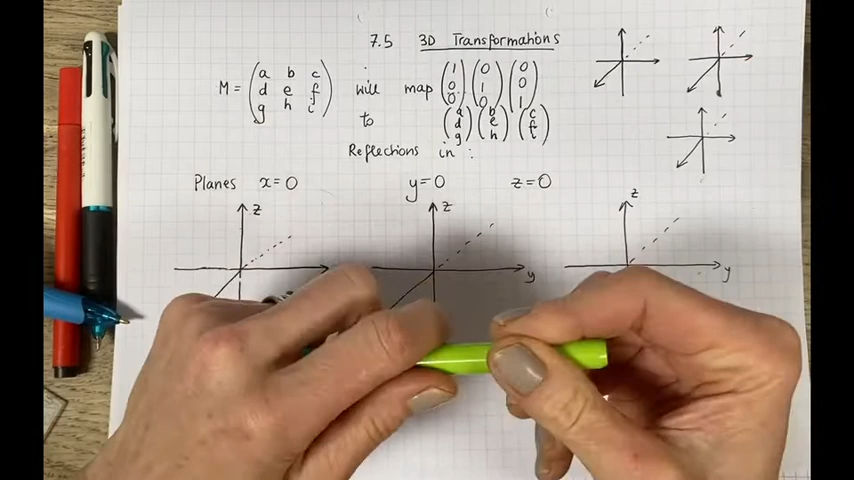 7.5 3D Transformations
M = (a b c will map (1 (0 (0
d e f 0 1 0
g h i) 0) 0) 1)
to (a (b (c
d e f
g) h) i)
Reflections in :
Planes x=0 y=0 z=0
z z z
y y